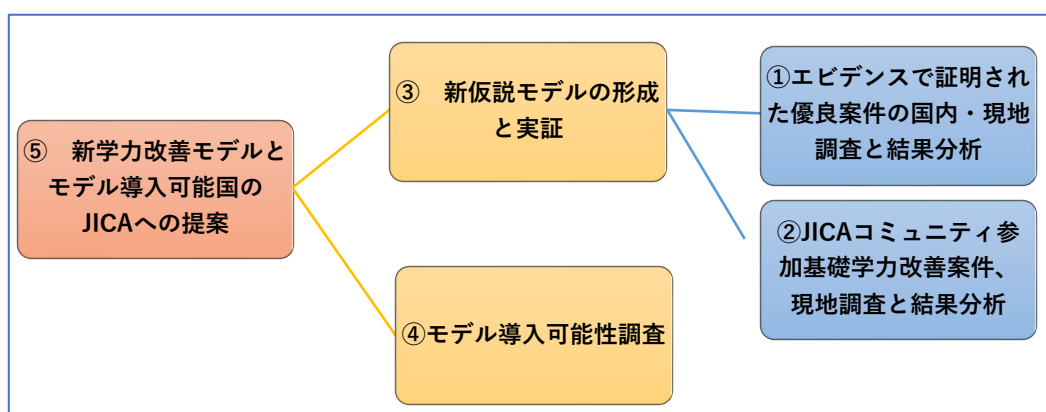 ⑤　新学力改善モデルと
モデル導入可能国の
JICAへの提案
③　新仮説モデルの形成
と実証
④モデル導入可能性調査
①エビデンスで証明され
た優良案件の国内・現地
調査と結果分析
②JICAコミュニティ参
加基礎学力改善案件、
現地調査と結果分析